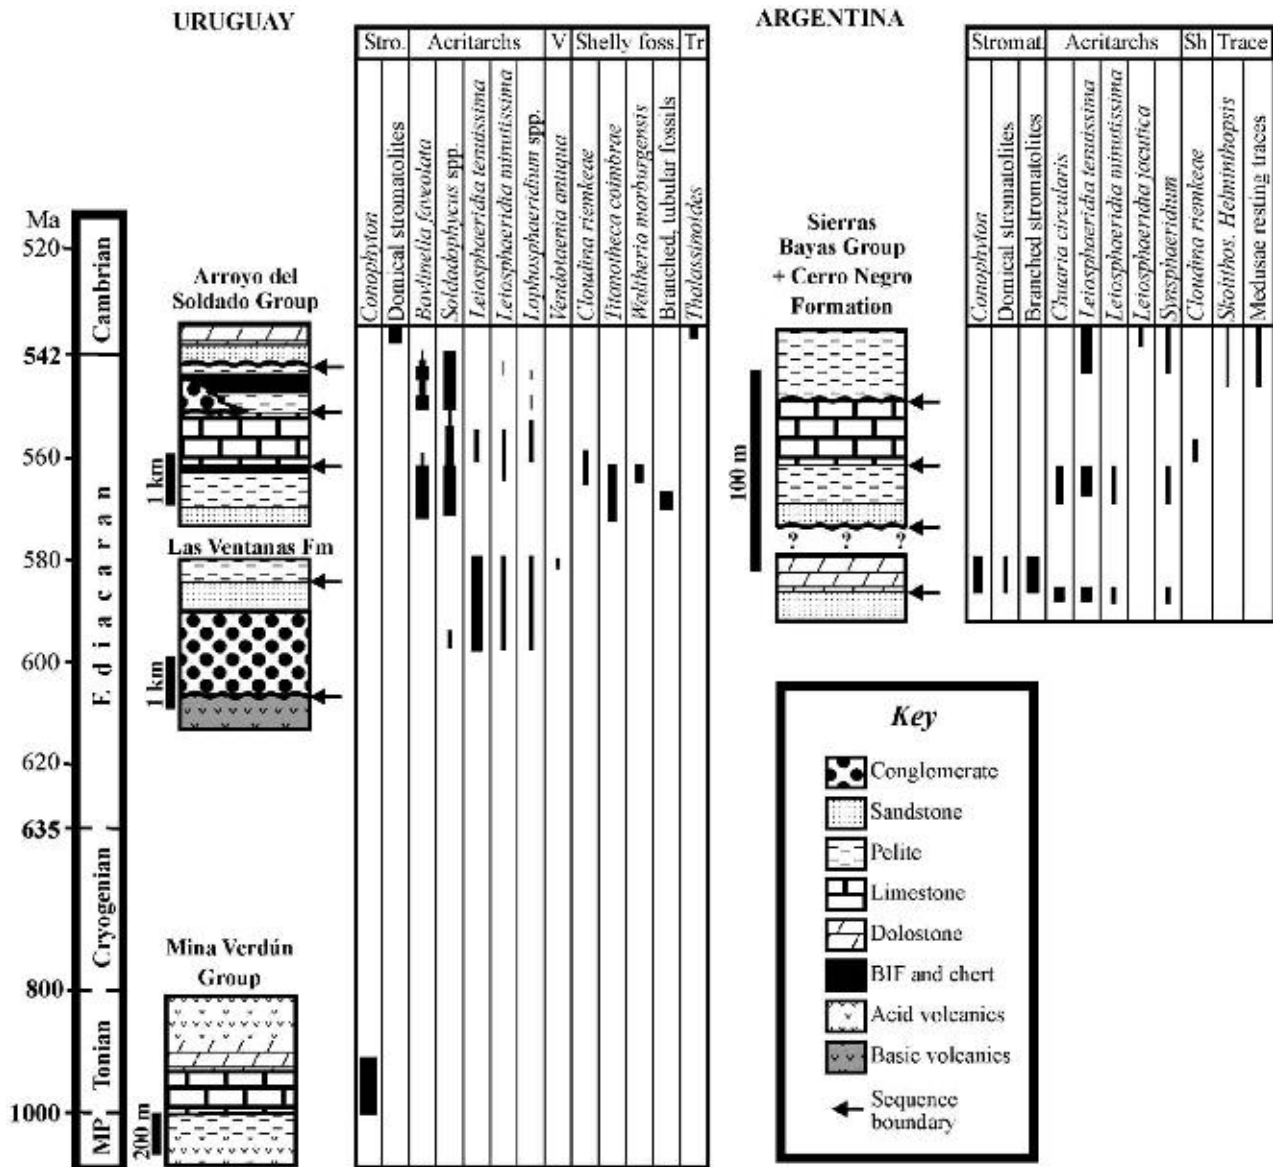 URUGUAY
ARGENTINA
Stro.
Acritarchs
V
Shelly foss.
Tr
Conophyton
Domical stromatolites
Bavlinella faveolata
Soldadophycus spp.
Leiosphaeridia tenuissima
Leiosphaeridia minutissima
Lophosphaeridium spp.
Vendotaenia antiqua
Cloudina riemkeae
Titanotheca coimbrae
Waltheria marburgensis
Branched, tubular fossils
Thalassinoides
Stromat.
Acritarchs
Sh
Trace
Conophyton
Domical stromatolites
Branched stromatolites
Chuaria circularis
Leiosphaeridia tenuissima
Leiosphaeridia minutissima
Leiosphaeridia jacutica
Synsphaeridium
Cloudina riemkeae
Skolithos, Helminthopsis
Medusae resting traces
Ma
520
542
560
580
600
620
635
800
1000
Cambrian
Ediacaran
Cryogenian
Tonian
MP
Arroyo del
Soldado Group
1 km
Las Ventanas Fm
1 km
Mina Verdún
Group
200 m
Sierras
Bayas Group
+ Cerro Negro
Formation
100 m
? ? ?
Key
Conglomerate
Sandstone
Pelite
Limestone
Dolostone
BIF and chert
Acid volcanics
Basic volcanics
Sequence
boundary